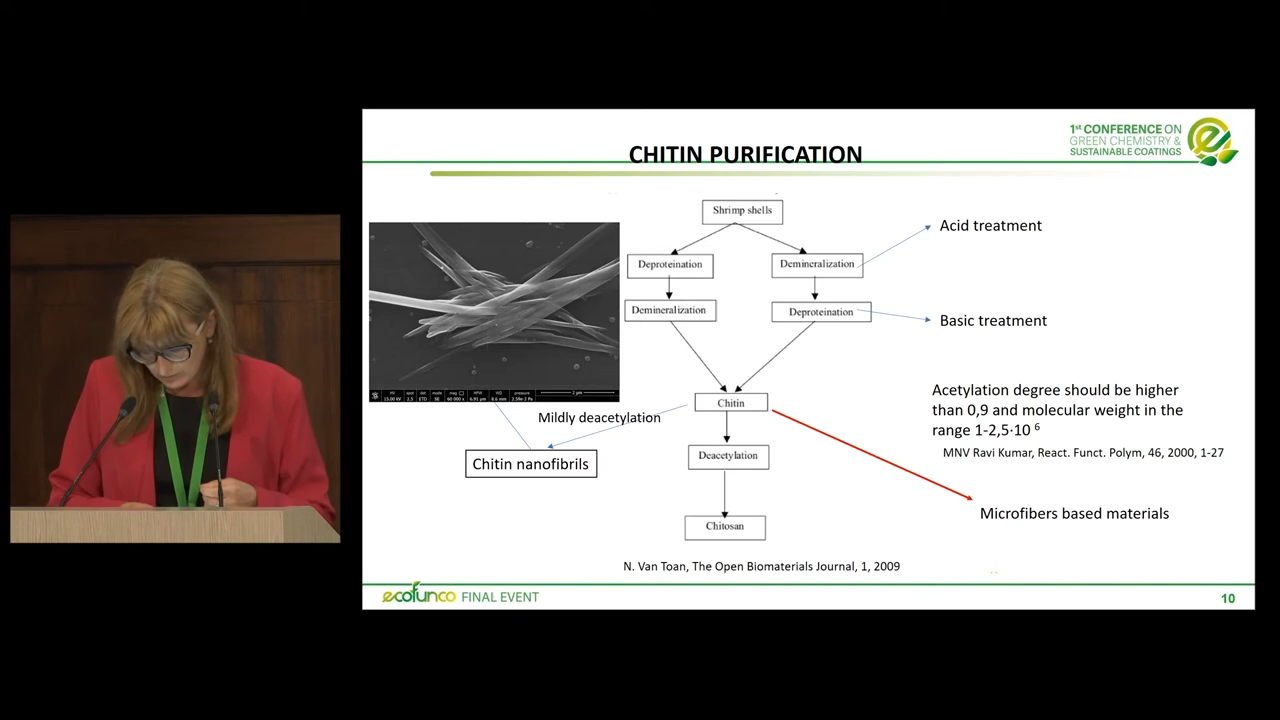 1st CONFERENCE ON
GREEN CHEMISTRY &
SUSTAINABLE COATINGS
CHITIN PURIFICATION
Shrimp shells
Acid treatment
Deproteination
Demineralization
Demineralization
Deproteination
Basic treatment
Acetylation degree should be higher
than 0,9 and molecular weight in the
range 1-2,5·10 6
MNV Ravi Kumar, React. Funct. Polym, 46, 2000, 1-27
Chitin
Mildly deacetylation
Deacetylation
Chitin nanofibrils
Microfibers based materials
Chitosan
N. Van Toan, The Open Biomaterials Journal, 1, 2009
ecofunco FINAL EVENT
10